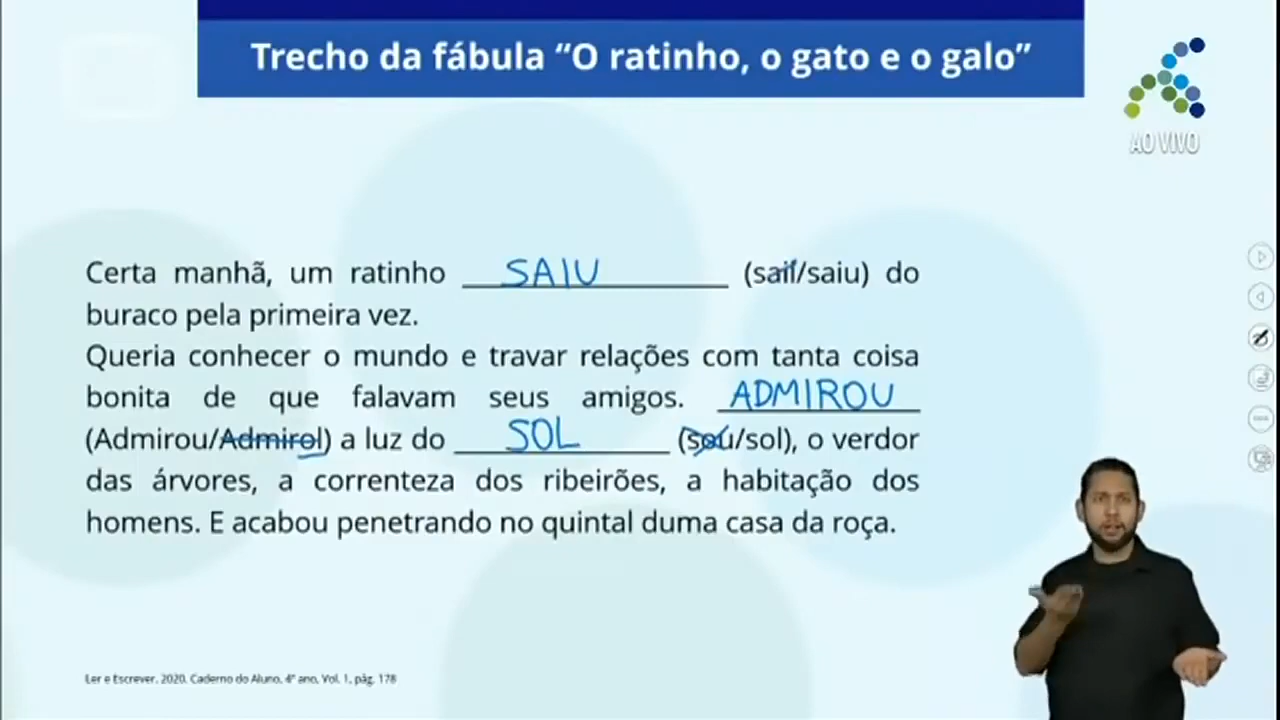 Trecho da fábula “O ratinho, o gato e o galo”
AO VIVO
Certa manhã, um ratinho SAIU (sail/saiu) do
buraco pela primeira vez.
Queria conhecer o mundo e travar relações com tanta coisa
bonita de que falavam seus amigos. ADMIROU
(Admirou/Admirol) a luz do SOL (sou/sol), o verdor
das árvores, a correnteza dos ribeirões, a habitação dos
homens. E acabou penetrando no quintal duma casa da roça.
Ler e Escrever. 2020. Caderno do Aluno, 4º ano, Vol. 1, pág. 178